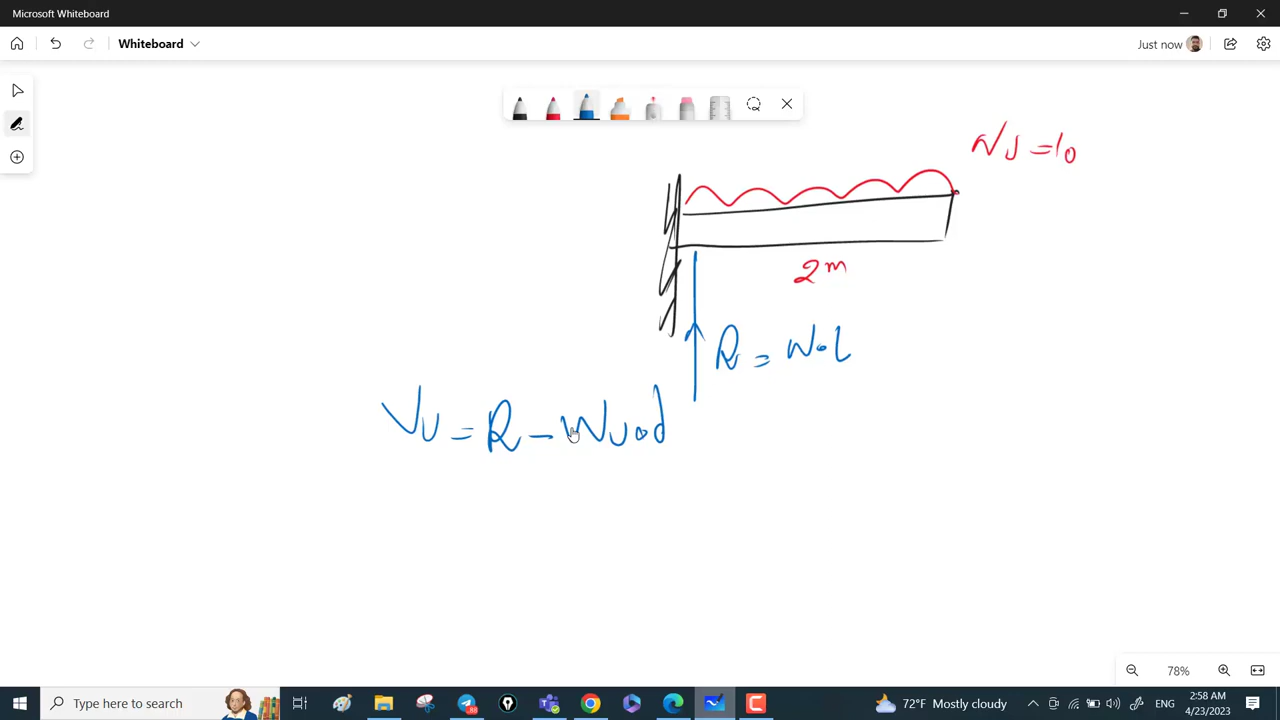 Microsoft Whiteboard
Whiteboard
Just now
Wu = 10
2m
R = W.l
Vu = R - Wu.d
78%
Type here to search
72°F Mostly cloudy
ENG
2:58 AM
4/23/2023